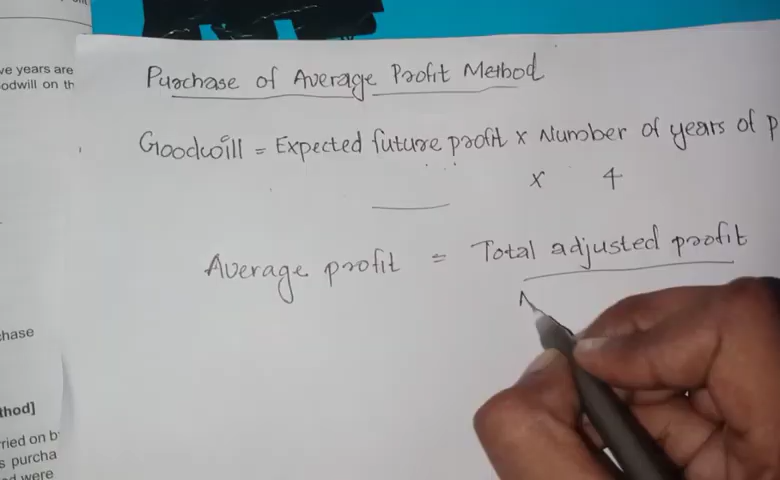 ve years are
odwill on th
Purchase of Average Profit Method
Goodwill = Expected future profit x Number of years of p
x 4
Average profit = Total adjusted profit
N
chase
thod]
ried on b
s purcha
d were